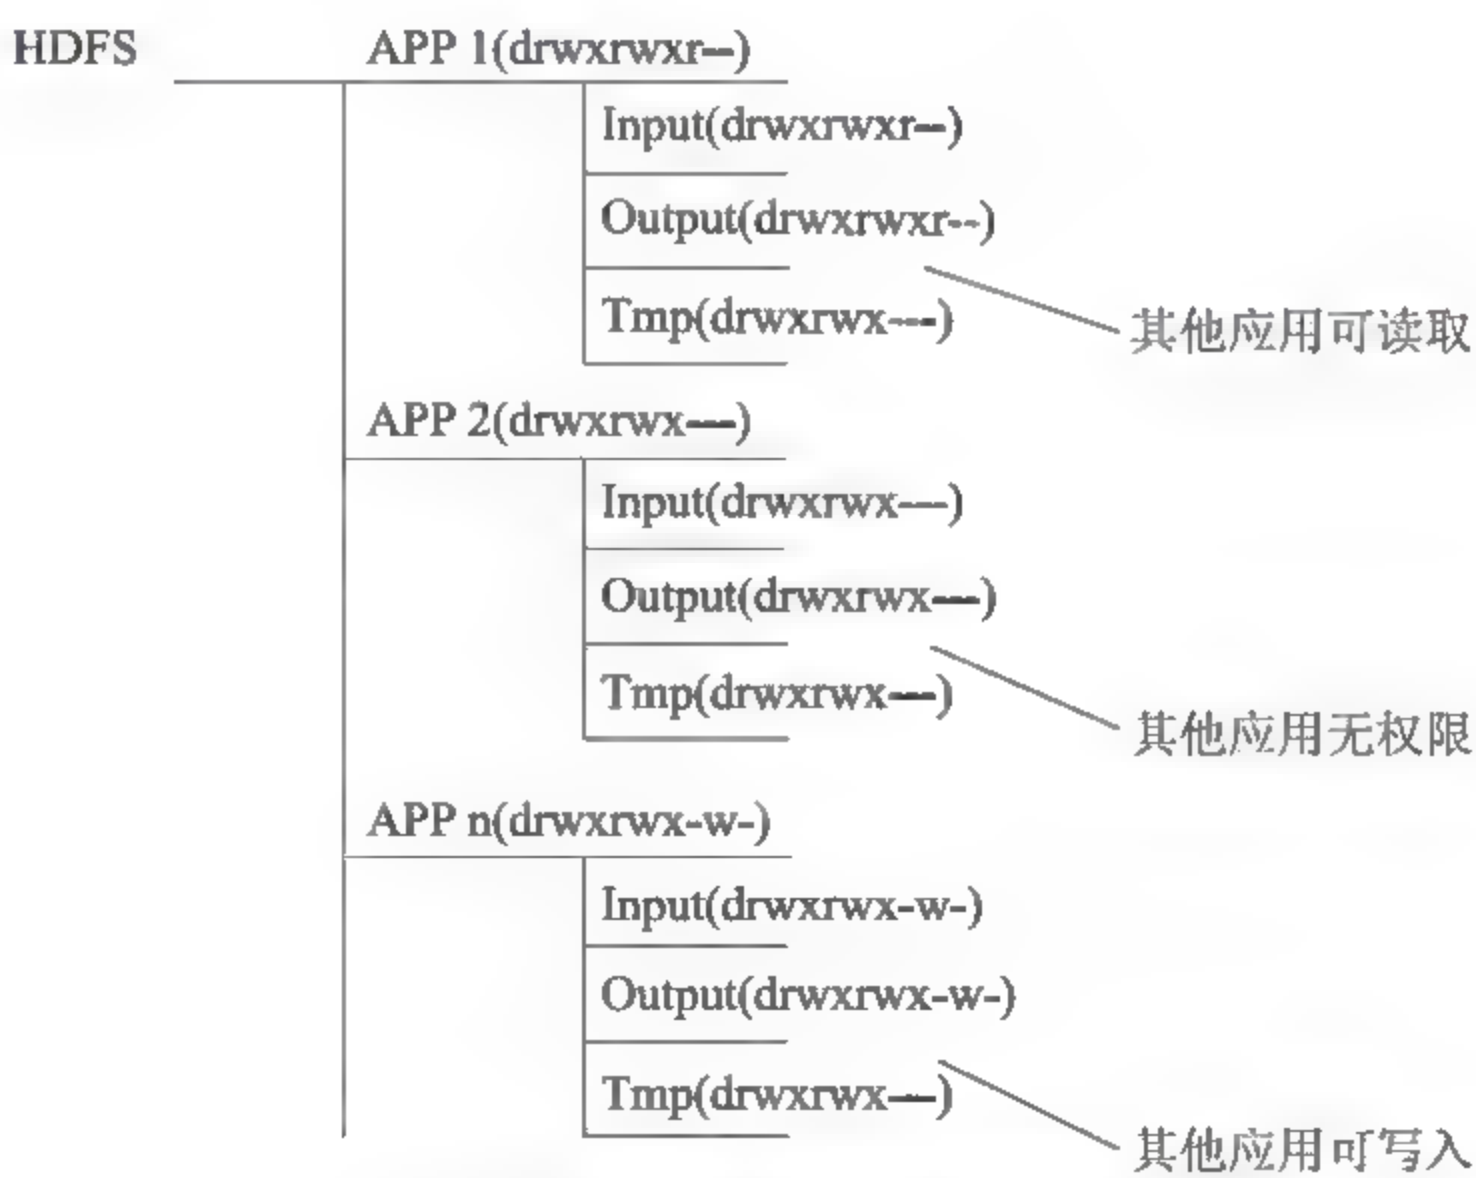 HDFS
APP 1(drwxrwxr--)
Input(drwxrwxr--)
Output(drwxrwxr--)
Tmp(drwxrwx---)
其他应用可读取
APP 2(drwxrwx---)
Input(drwxrwx---)
Output(drwxrwx---)
Tmp(drwxrwx---)
其他应用无权限
APP n(drwxrwx-w-)
Input(drwxrwx-w-)
Output(drwxrwx-w-)
Tmp(drwxrwx---)
其他应用可写入